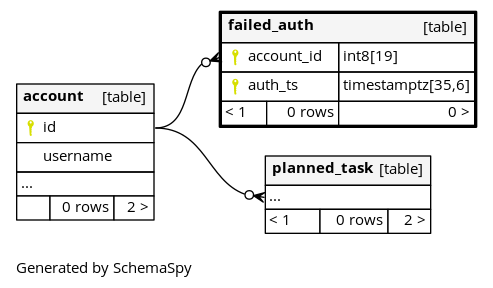 failed_auth [table]
account_id int8[19]
auth_ts timestamptz[35,6]
< 1 0 rows 0 >
account [table]
id
username
...
0 rows 2 >
planned_task [table]
...
< 1 0 rows 2 >
Generated by SchemaSpy